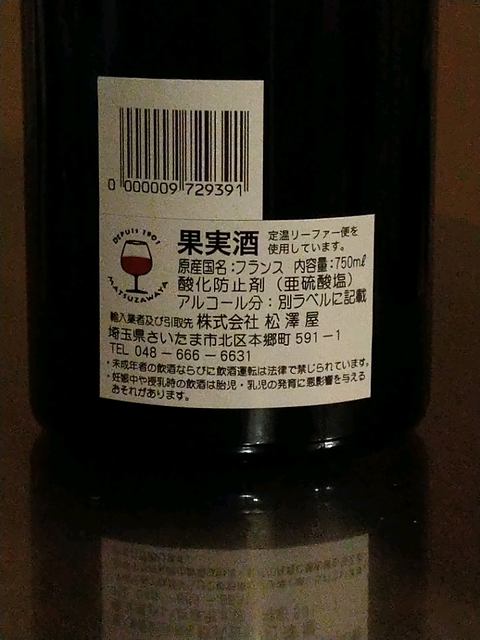 0 000009 729391
DEPUIS 1901
MATSUZAWAYA
果実酒 定温リーファー便を
使用しています。
原産国名:フランス 内容量:750㎖
酸化防止剤(亜硫酸塩)
アルコール分:別ラベルに記載
輸入業者及び引取先 株式会社 松澤屋
埼玉県さいたま市北区本郷町591-1
TEL 048-666-6631
・未成年者の飲酒ならびに飲酒運転は法律で禁じられています。
・妊娠中や授乳時の飲酒は胎児・乳児の発育に悪影響を与える
おそれがあります。